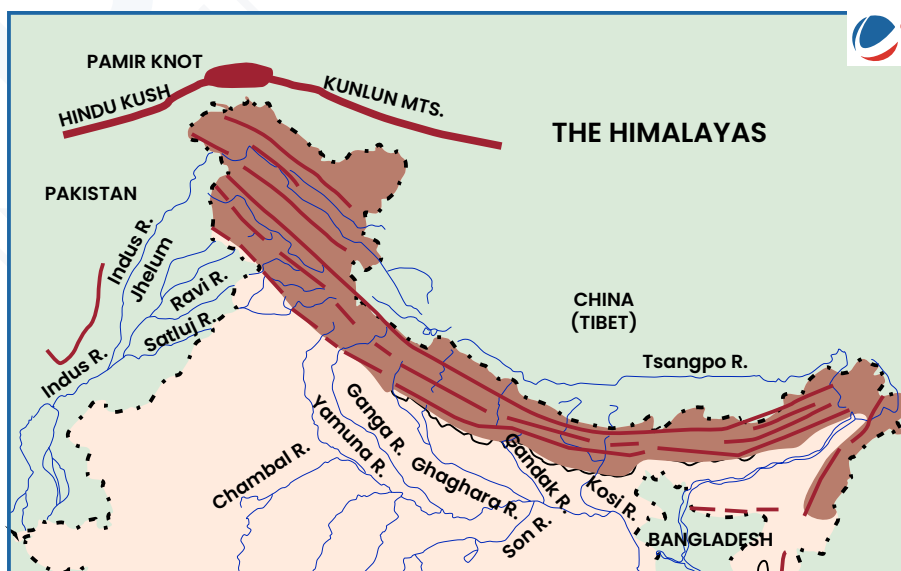 PAMIR KNOT
HINDU KUSH
KUNLUN MTS.
THE HIMALAYAS
PAKISTAN
Indus R.
Jhelum
Ravi R.
CHINA
(TIBET)
Satluj R.
Indus R.
Tsangpo R.
Ganga R.
Yamuna R.
Chambal R.
Ghaghara R.
Gandak R.
Kosi R.
Son R.
BANGLADESH